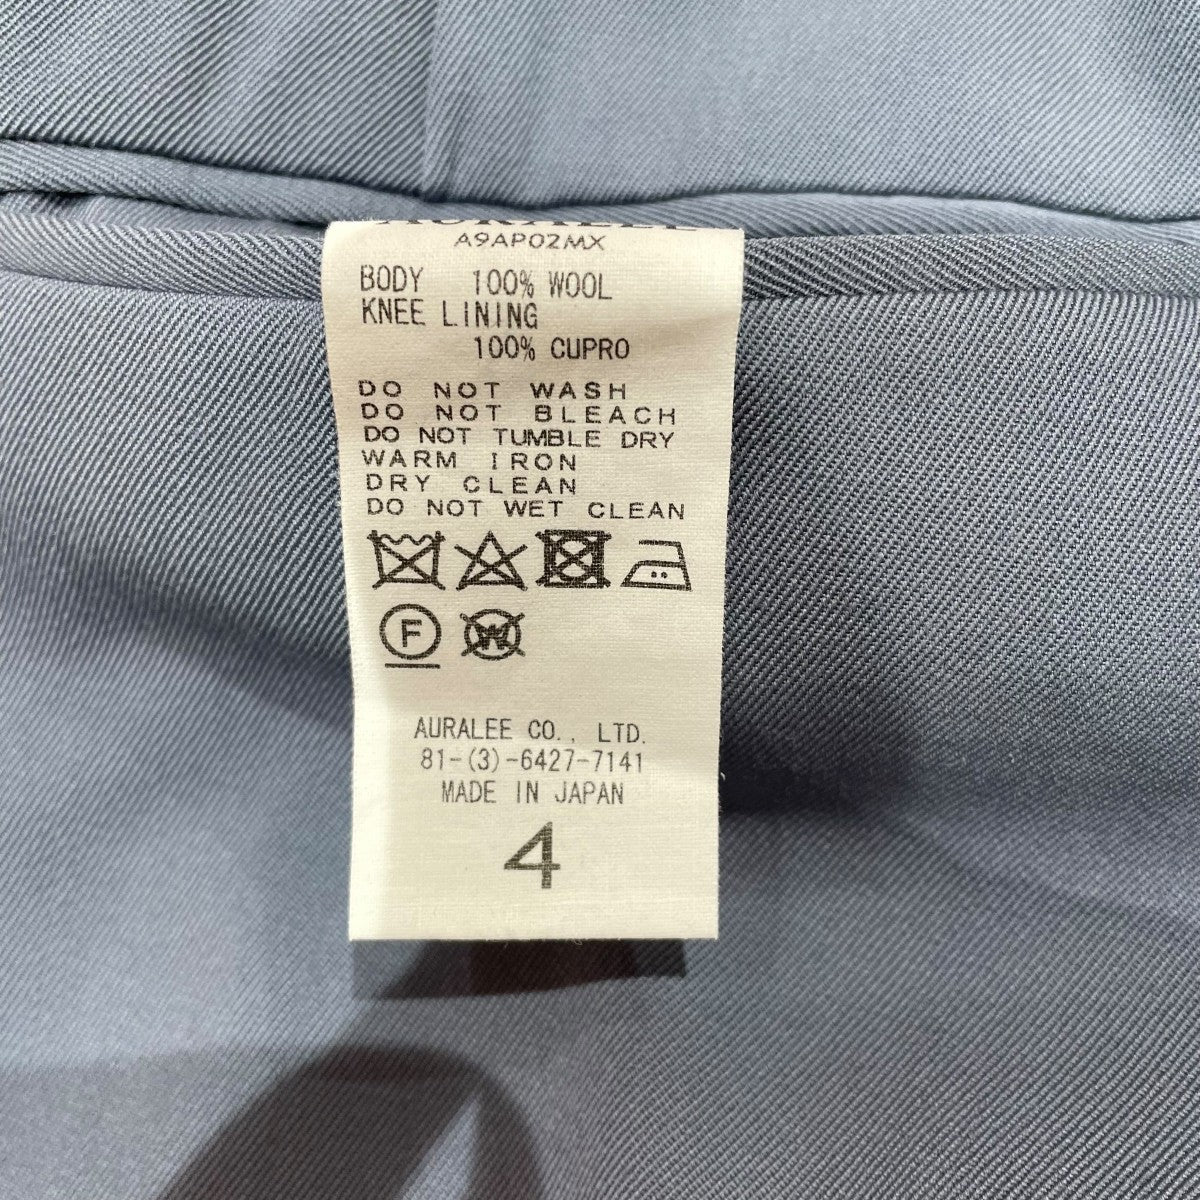 AURALEE
A9AP02MX
BODY 100% WOOL
KNEE LINING
100% CUPRO
DO NOT WASH
DO NOT BLEACH
DO NOT TUMBLE DRY
WARM IRON
DRY CLEAN
DO NOT WET CLEAN
F W
AURALEE CO., LTD.
81-(3)-6427-7141
MADE IN JAPAN
4